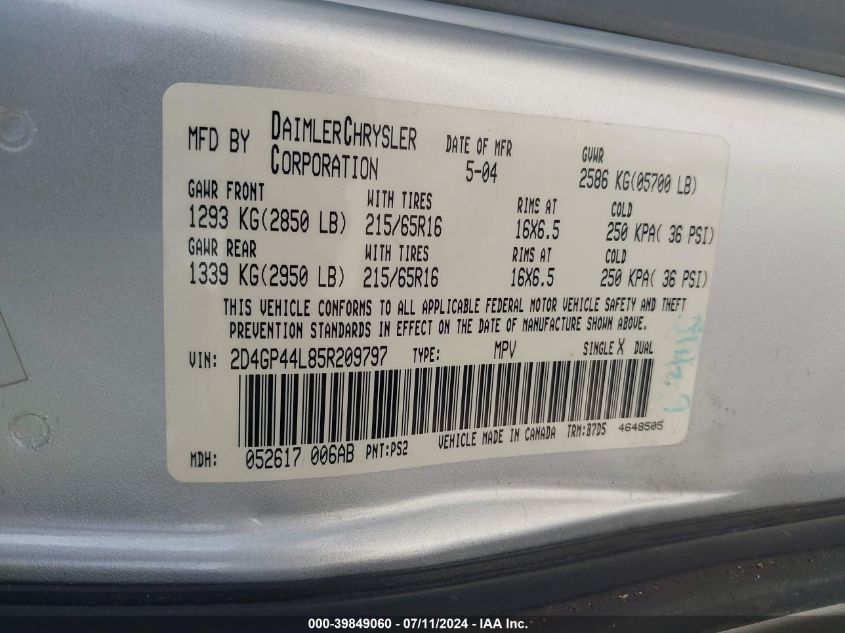 MFD BY DAIMLERCHRYSLER CORPORATION DATE OF MFR 5-04 GVWR 2586 KG(05700 LB)
GAWR FRONT WITH TIRES RIMS AT COLD
1293 KG(2850 LB) 215/65R16 16X6.5 250 KPA( 36 PSI)
GAWR REAR WITH TIRES RIMS AT COLD
1339 KG(2950 LB) 215/65R16 16X6.5 250 KPA( 36 PSI)
THIS VEHICLE CONFORMS TO ALL APPLICABLE FEDERAL MOTOR VEHICLE SAFETY AND THEFT
PREVENTION STANDARDS IN EFFECT ON THE DATE OF MANUFACTURE SHOWN ABOVE.
VIN: 2D4GP44L85R209797 TYPE: MPV SINGLE X DUAL
MDH: 052617 006AB PNT:PS2 VEHICLE MADE IN CANADA TRM:B7D5 4648505
000-39849060 - 07/11/2024 - © IAA Holdings, LLC.